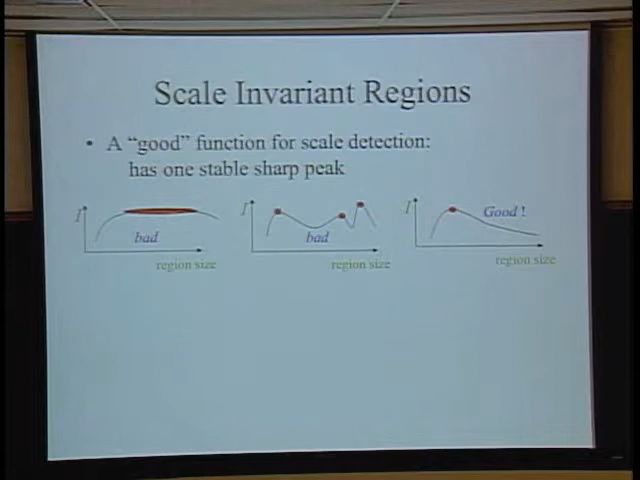 Scale Invariant Regions
• A “good” function for scale detection:
has one stable sharp peak
bad
region size
bad
region size
Good !
region size